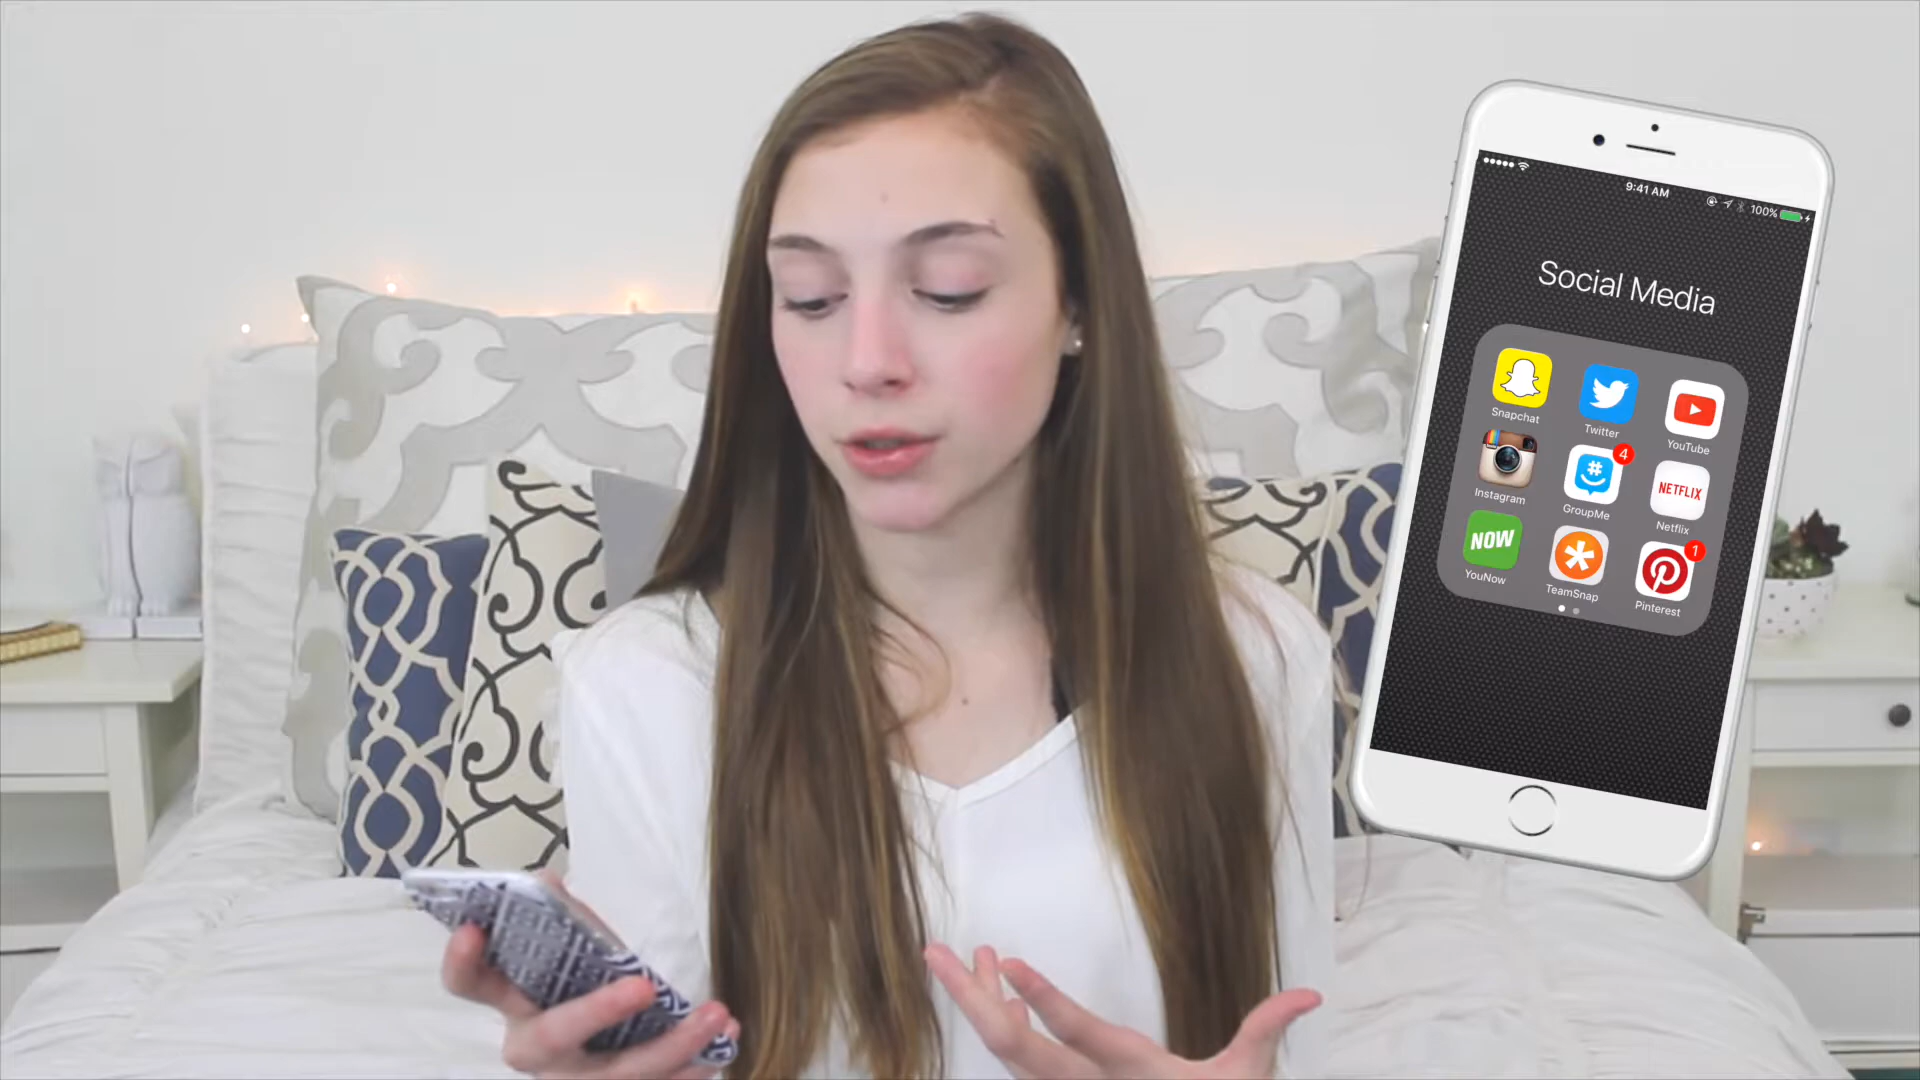 9:41 AM
100%
Social Media
Snapchat
Twitter
YouTube
Instagram
4
GroupMe
NETFLIX
Netflix
NOW
YouNow
TeamSnap
1
Pinterest